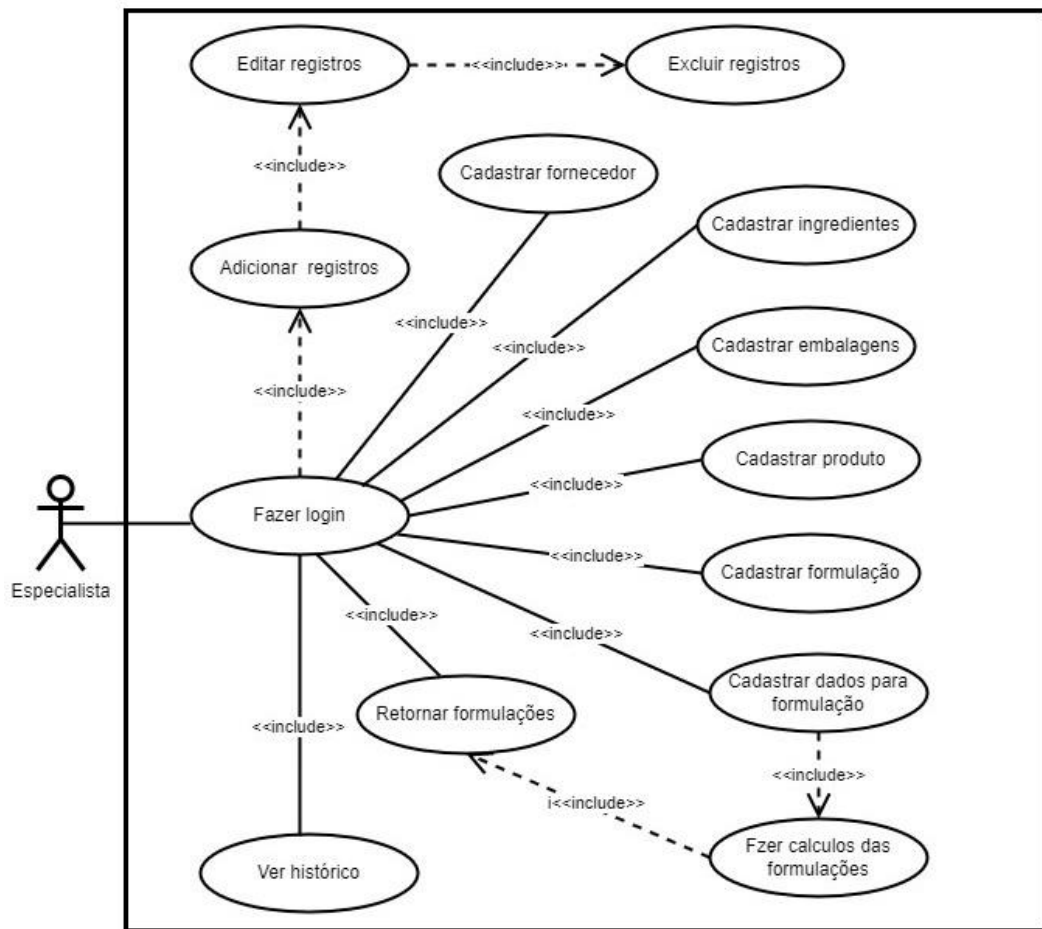 Editar registros
<<include>>
Excluir registros
<<include>>
Cadastrar fornecedor
Cadastrar ingredientes
Adicionar registros
<<include>>
<<include>>
Cadastrar embalagens
<<include>>
<<include>>
Cadastrar produto
<<include>>
Fazer login
<<include>>
Cadastrar formulação
Especialista
<<include>>
<<include>>
Cadastrar dados para
formulação
Retornar formulações
<<include>>
<<include>>
i<<include>>
Fzer calculos das
formulações
Ver histórico